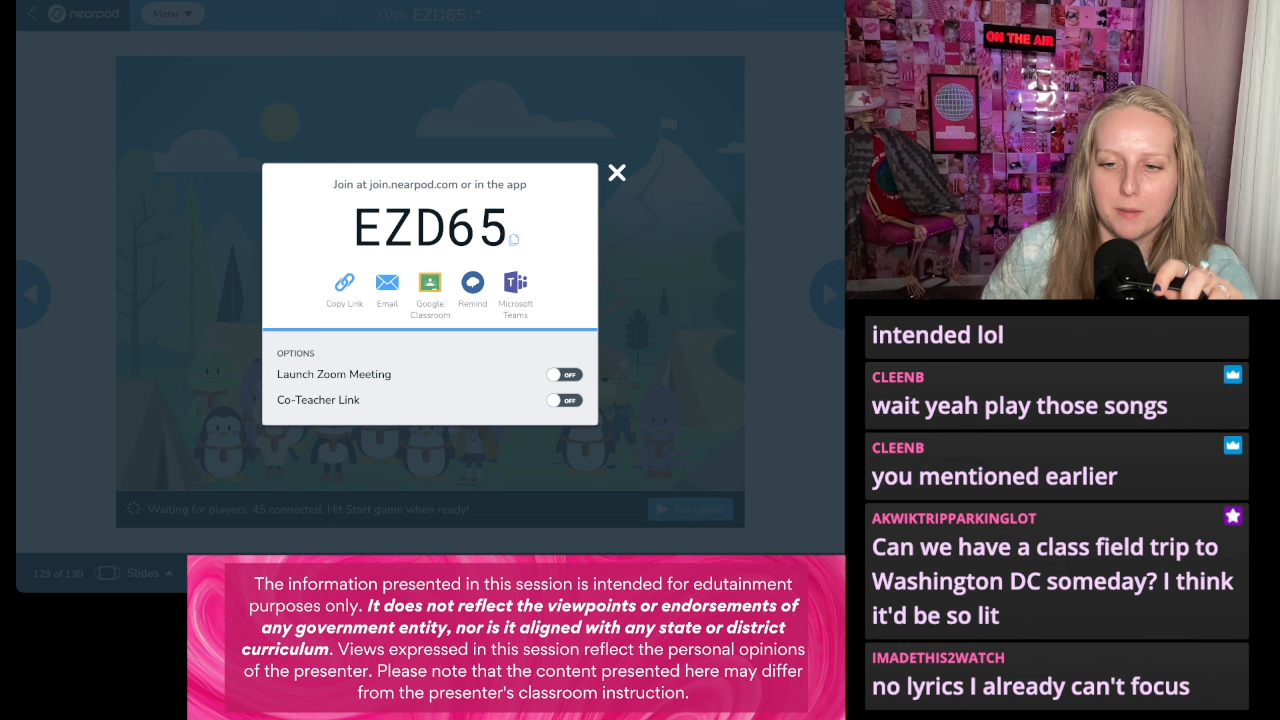 nearpod
Menu
CODE: EZD65
ON THE AIR
Join at join.nearpod.com or in the app
EZD65
Copy Link
Email
Google Classroom
Remind
Microsoft Teams
OPTIONS
Launch Zoom Meeting
OFF
Co-Teacher Link
OFF
Waiting for players, 45 connected. Hit Start game when ready!
Start game
129 of 130
Slides
The information presented in this session is intended for edutainment
purposes only. It does not reflect the viewpoints or endorsements of
any government entity, nor is it aligned with any state or district
curriculum. Views expressed in this session reflect the personal opinions
of the presenter. Please note that the content presented here may differ
from the presenter's classroom instruction.
intended lol
CLEENB
wait yeah play those songs
CLEENB
you mentioned earlier
AKWIKTRIPPARKINGLOT
Can we have a class field trip to
Washington DC someday? I think
it'd be so lit
IMADETHIS2WATCH
no lyrics I already can't focus